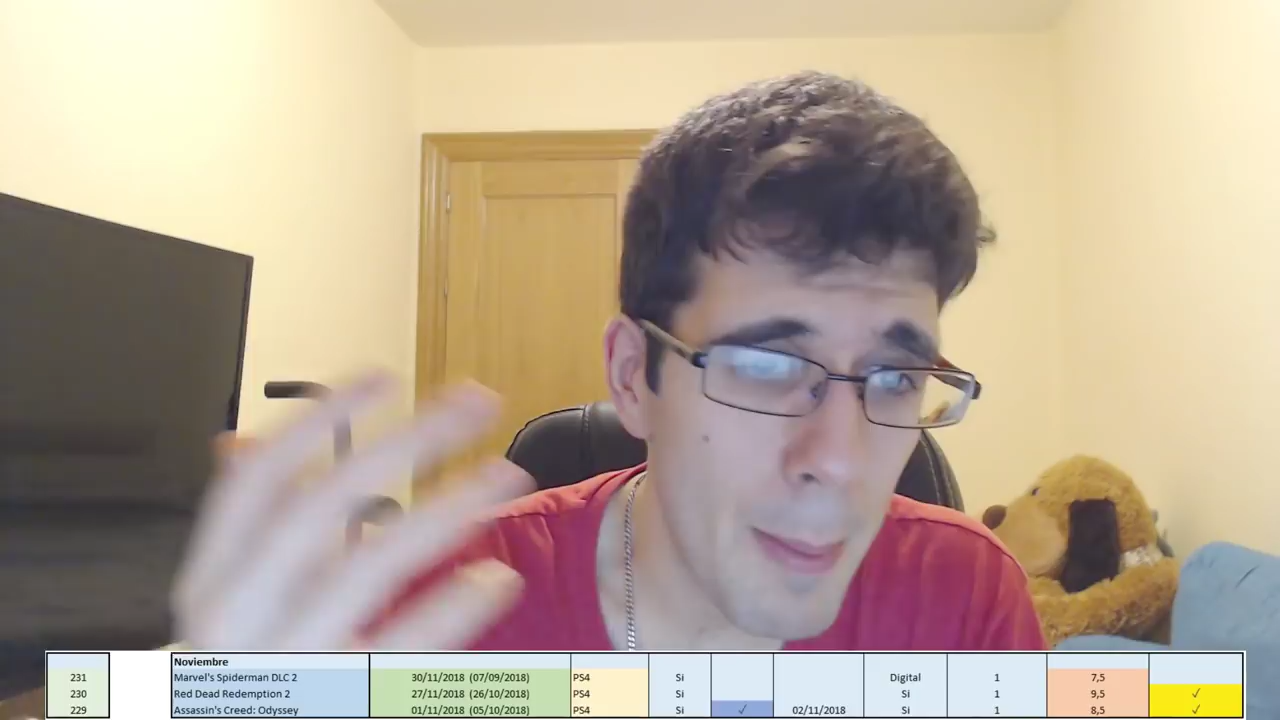 Noviembre
231 Marvel's Spiderman DLC 2 30/11/2018 (07/09/2018) PS4 Si Digital 1 7,5
230 Red Dead Redemption 2 27/11/2018 (26/10/2018) PS4 Si Si 1 9,5 ✓
229 Assassin's Creed: Odyssey 01/11/2018 (05/10/2018) PS4 Si ✓ 02/11/2018 Si 1 8,5 ✓